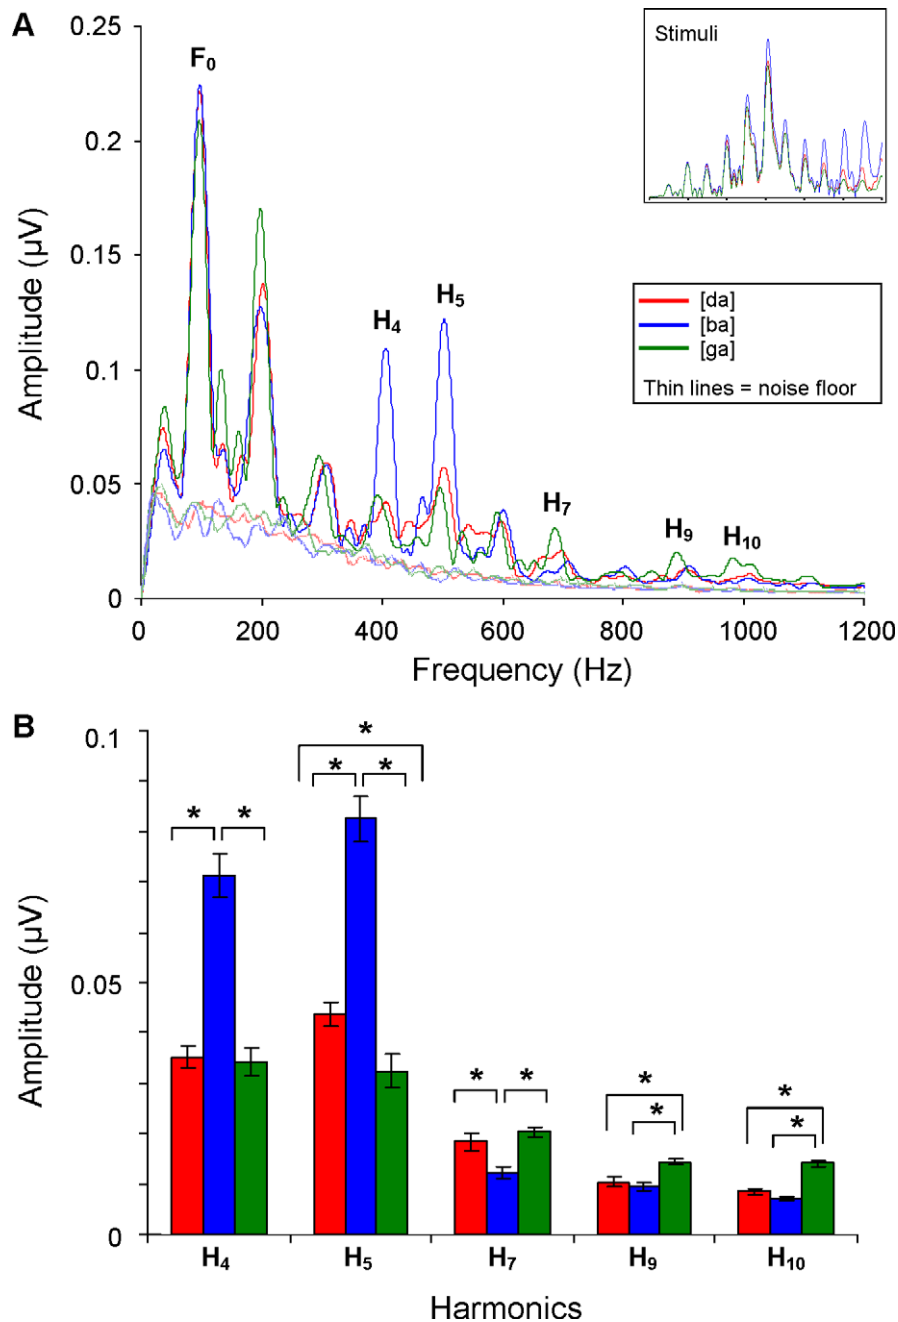 A
F₀
H₄
H₅
H₇
H₉
H₁₀
Stimuli
[da]
[ba]
[ga]
Thin lines = noise floor
Amplitude (µV)
0.25
0.2
0.15
0.1
0.05
0
0 200 400 600 800 1000 1200
Frequency (Hz)
B
Amplitude (µV)
0.1
0.05
0
* * * * * * * * * * *
H₄ H₅ H₇ H₉ H₁₀
Harmonics